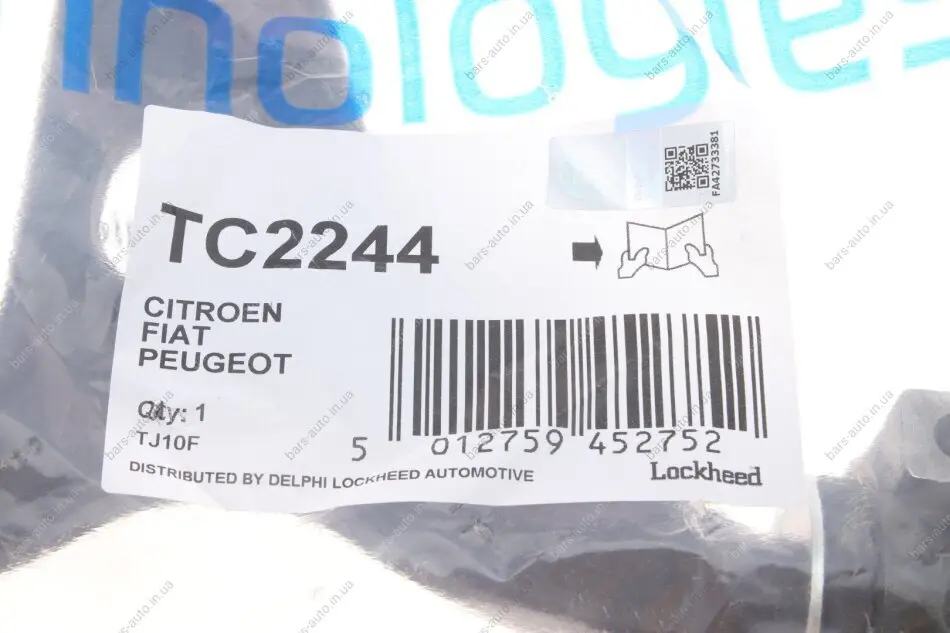 nologies
FA42733381
TC2244
CITROEN
FIAT
PEUGEOT
Qty: 1
TJ10F
5 012759 452752
Lockheed
DISTRIBUTED BY DELPHI LOCKHEED AUTOMOTIVE
bars-auto.in.ua